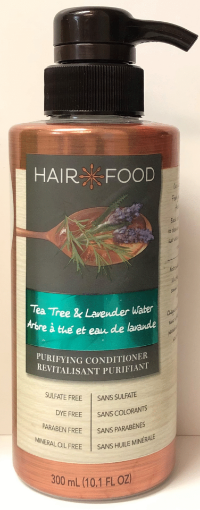 HAIR FOOD
Tea Tree & Lavender Water
Arbre à thé et eau de lavande
PURIFYING CONDITIONER
REVITALISANT PURIFIANT
SULFATE FREE SANS SULFATE
DYE FREE SANS COLORANTS
PARABEN FREE SANS PARABÈNES
MINERAL OIL FREE SANS HUILE MINÉRALE
300 mL (10.1 FL OZ)